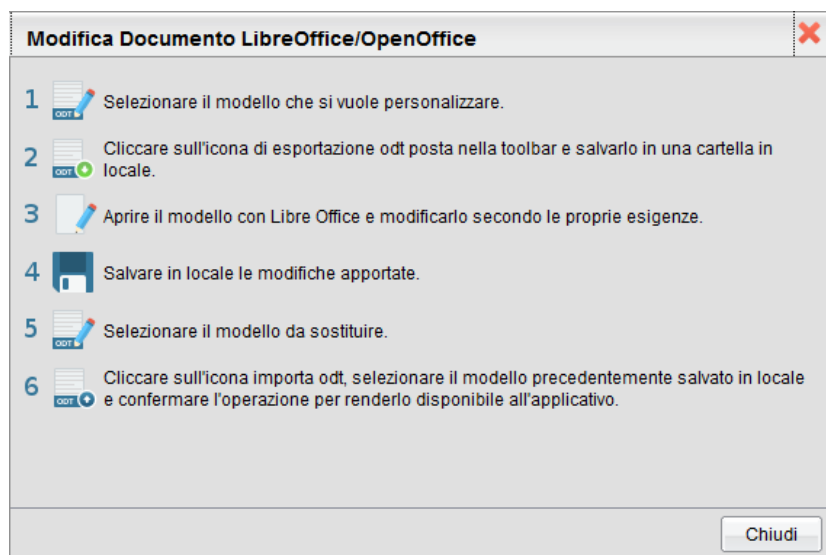 Modifica Documento LibreOffice/OpenOffice
1 ODT Selezionare il modello che si vuole personalizzare.
2 ODT Cliccare sull'icona di esportazione odt posta nella toolbar e salvarlo in una cartella in
locale.
3 Aprire il modello con Libre Office e modificarlo secondo le proprie esigenze.
4 Salvare in locale le modifiche apportate.
5 ODT Selezionare il modello da sostituire.
6 ODT Cliccare sull'icona importa odt, selezionare il modello precedentemente salvato in locale
e confermare l'operazione per renderlo disponibile all'applicativo.
Chiudi